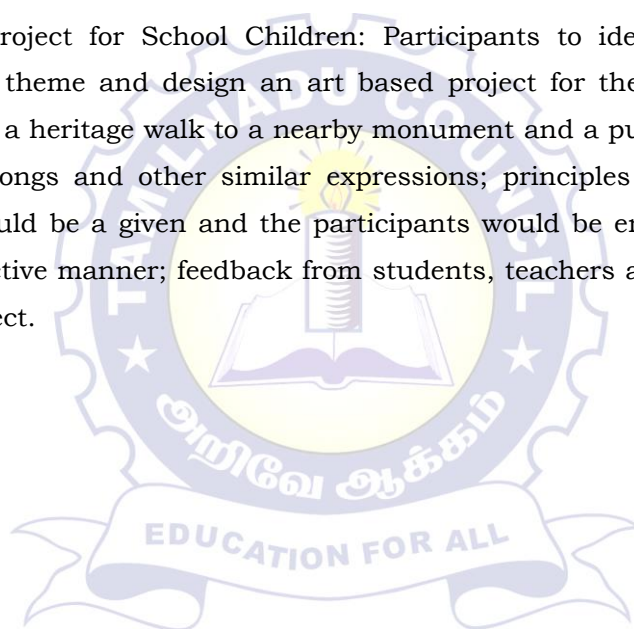 roject for School Children: Participants to ide
theme and design an art based project for the
a heritage walk to a nearby monument and a pu
ongs and other similar expressions; principles
uld be a given and the participants would be er
ctive manner; feedback from students, teachers a
ect.
TAMILNADU COUNCIL
அறிவே ஆக்கம்
EDUCATION FOR ALL